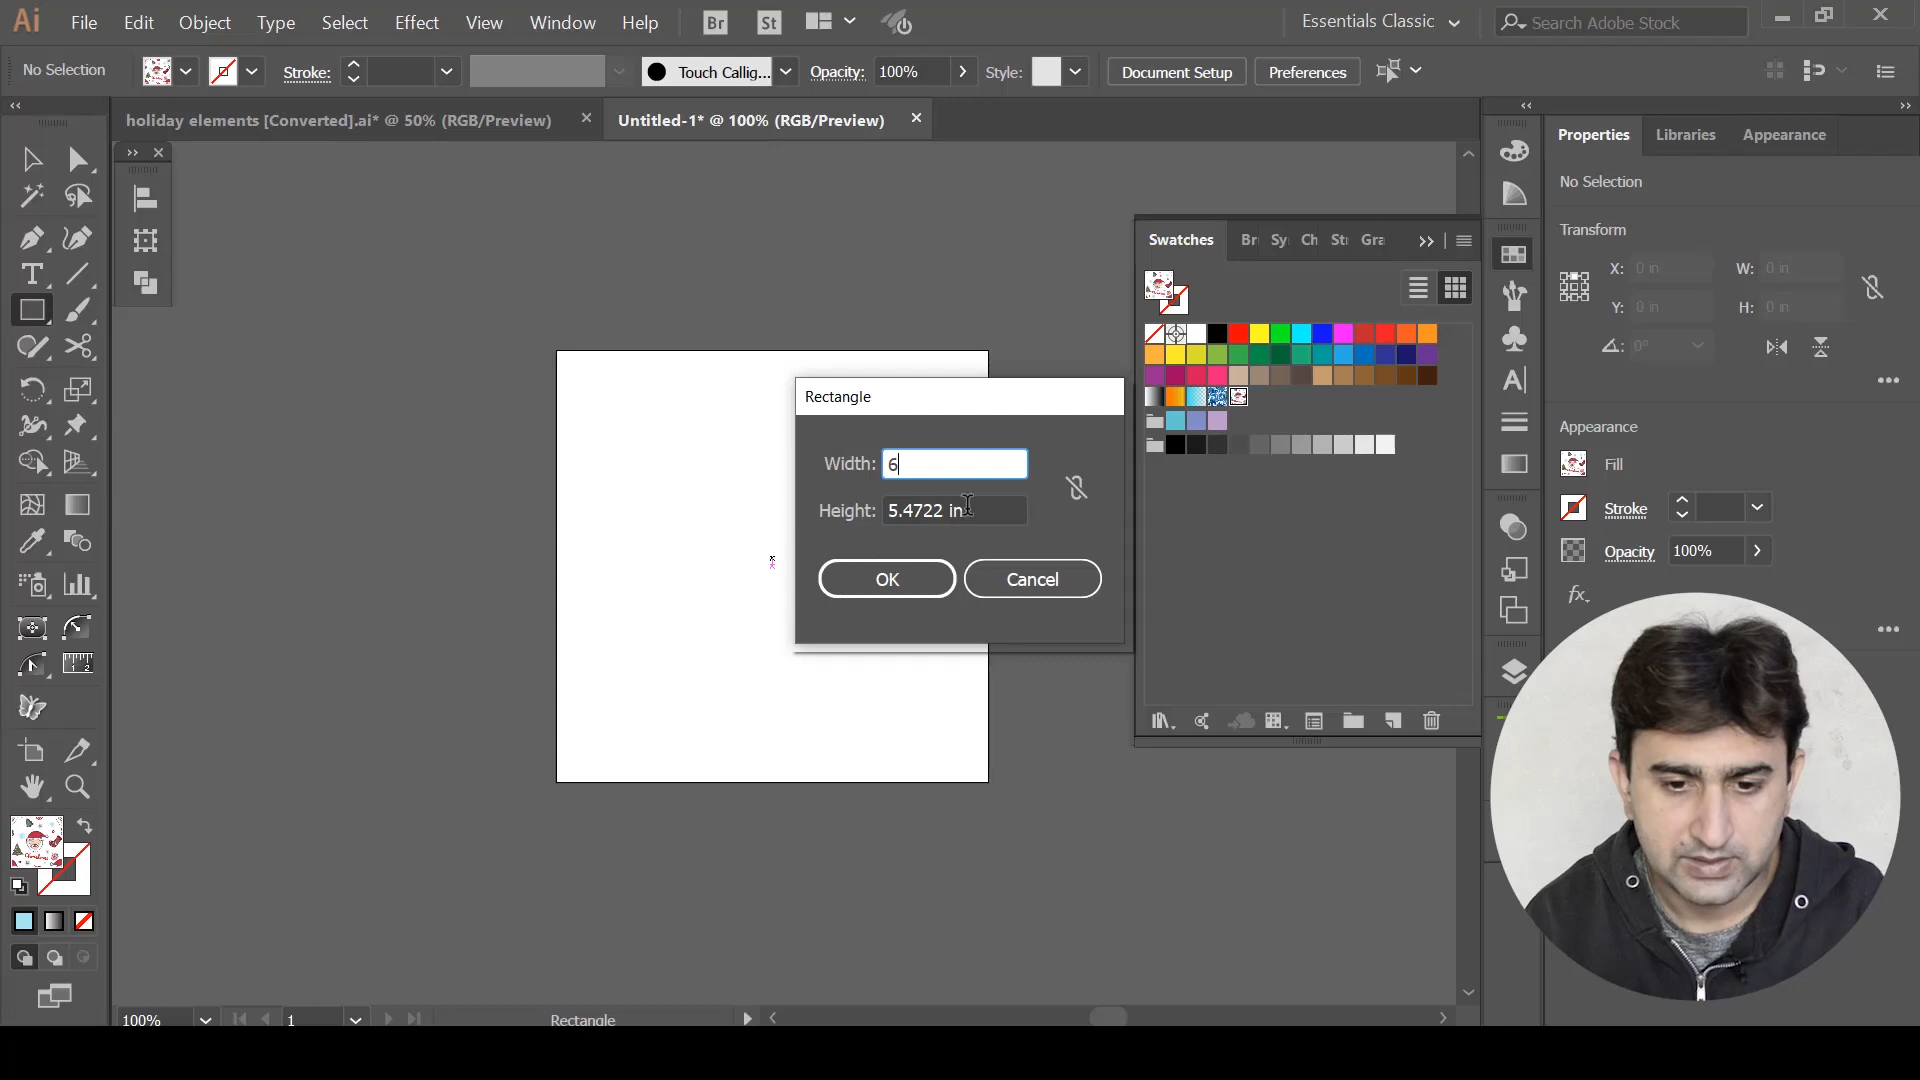 Ai File Edit Object Type Select Effect View Window Help Br St Essentials Classic Search Adobe Stock
No Selection Stroke: Touch Callig... Opacity: 100% Style: Document Setup Preferences
holiday elements [Converted].ai* @ 50% (RGB/Preview) Untitled-1* @ 100% (RGB/Preview)
Properties Libraries Appearance
No Selection
Transform
X: 0 in W: 0 in
Y: 0 in H: 0 in
0°
Swatches Br Sy Ch Str Gra
Rectangle
Width: 6
Height: 5.4722 in
OK Cancel
Appearance
Fill
Stroke
Opacity 100%
fx
100% 1 Rectangle